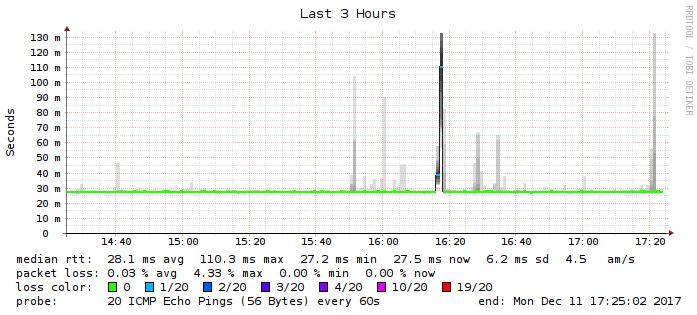 Last 3 Hours
RRDTOOL / TOBI OETIKER
Seconds
130 m
120 m
110 m
100 m
90 m
80 m
70 m
60 m
50 m
40 m
30 m
20 m
10 m
0
14:40 15:00 15:20 15:40 16:00 16:20 16:40 17:00 17:20
median rtt: 28.1 ms avg 110.3 ms max 27.2 ms min 27.5 ms now 6.2 ms sd 4.5 am/s
packet loss: 0.03 % avg 4.33 % max 0.00 % min 0.00 % now
loss color: 0 1/20 2/20 3/20 4/20 10/20 19/20
probe: 20 ICMP Echo Pings (56 Bytes) every 60s end: Mon Dec 11 17:25:02 2017